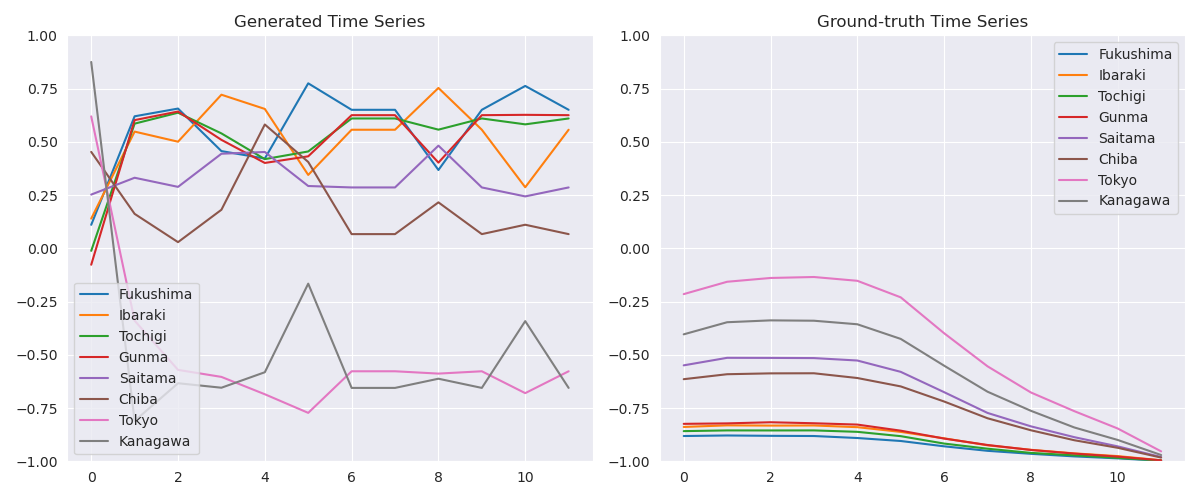 Generated Time Series
1.00
0.75
0.50
0.25
0.00
−0.25
−0.50
−0.75
−1.00
0 2 4 6 8 10
Fukushima
Ibaraki
Tochigi
Gunma
Saitama
Chiba
Tokyo
Kanagawa
Ground-truth Time Series
1.00
0.75
0.50
0.25
0.00
−0.25
−0.50
−0.75
−1.00
0 2 4 6 8 10
Fukushima
Ibaraki
Tochigi
Gunma
Saitama
Chiba
Tokyo
Kanagawa